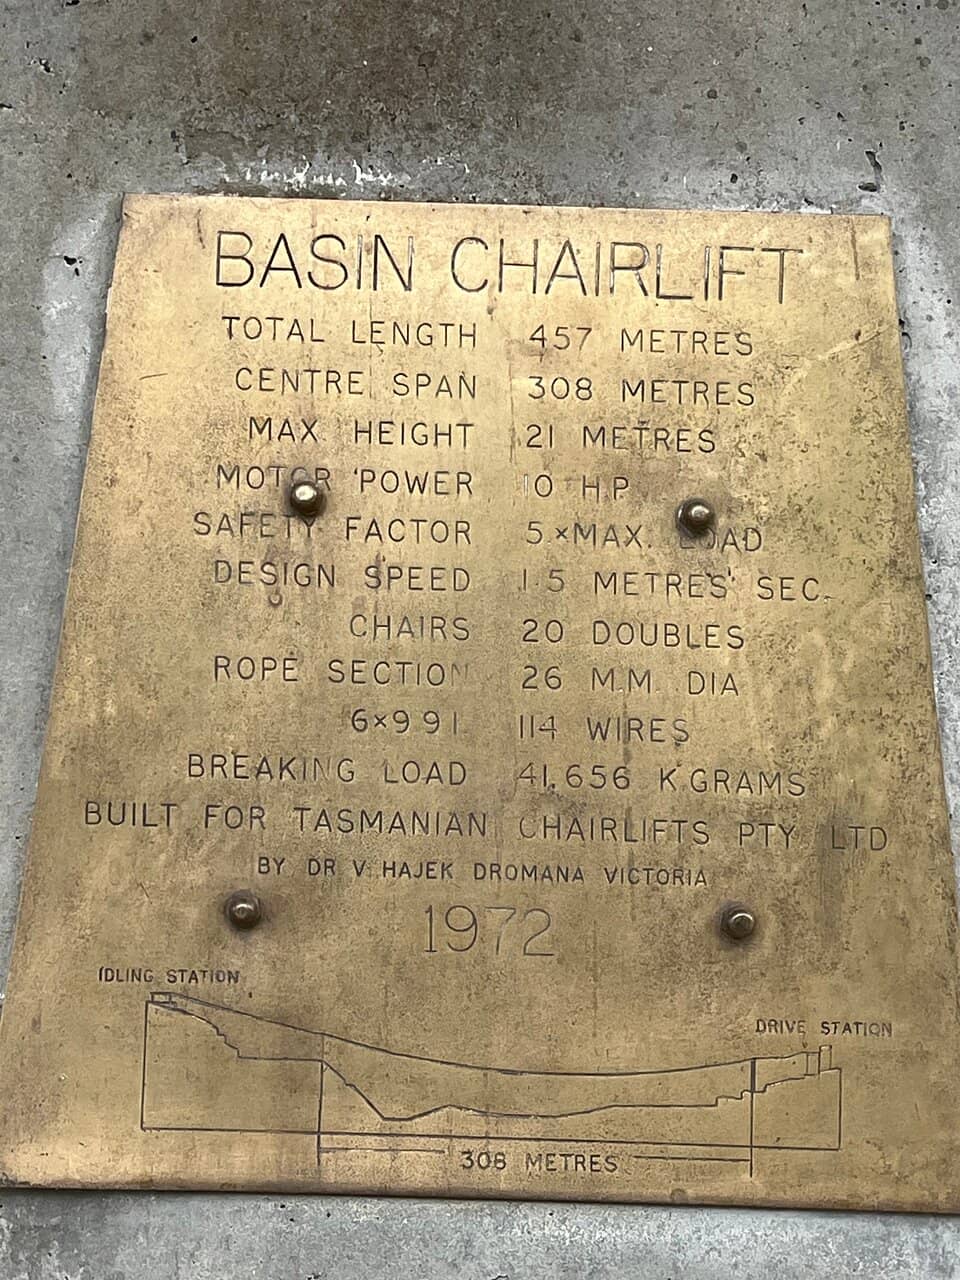 BASIN CHAIRLIFT
TOTAL LENGTH 457 METRES
CENTRE SPAN 308 METRES
MAX HEIGHT 21 METRES
MOTOR POWER 10 H.P
SAFETY FACTOR 5×MAX. LOAD
DESIGN SPEED 1·5 METRES' SEC.
CHAIRS 20 DOUBLES
ROPE SECTION 26 M.M. DIA
6×9 9 1. 114 WIRES
BREAKING LOAD 41,656 K.GRAMS
BUILT FOR TASMANIAN CHAIRLIFTS PTY LTD
BY DR V. HAJEK DROMANA VICTORIA
1972
IDLING STATION
DRIVE STATION
308 METRES